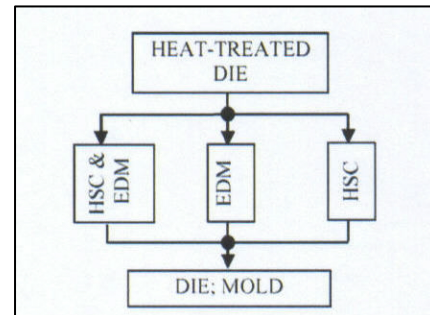 HEAT-TREATED
DIE
HSC &
EDM
EDM
HSC
DIE; MOLD